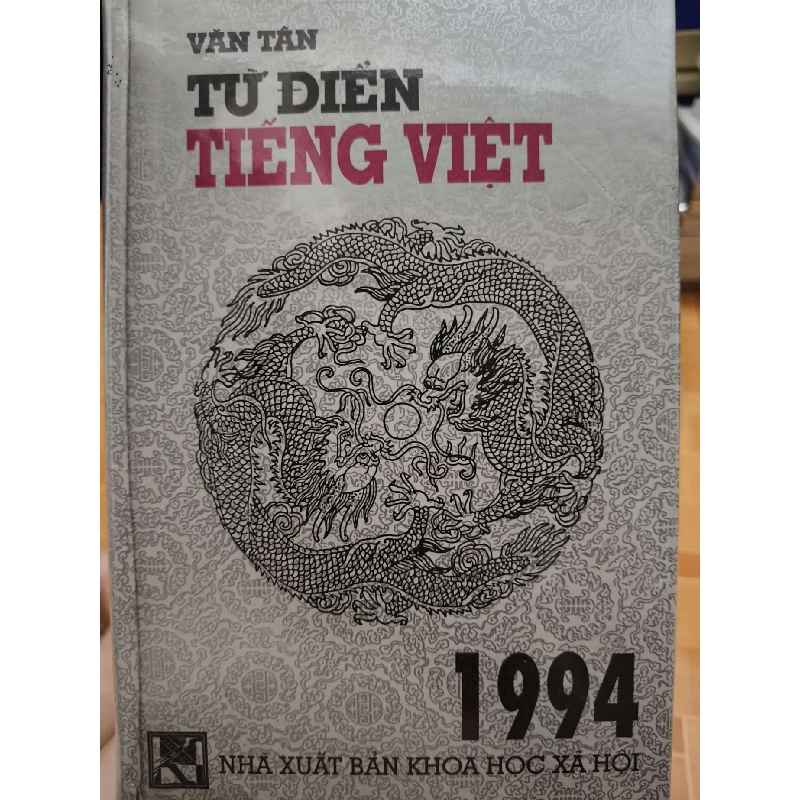 VĂN TÂN
TỪ ĐIỂN
TIẾNG VIỆT
1994
NHÀ XUẤT BẢN KHOA HỌC XÃ HỘI